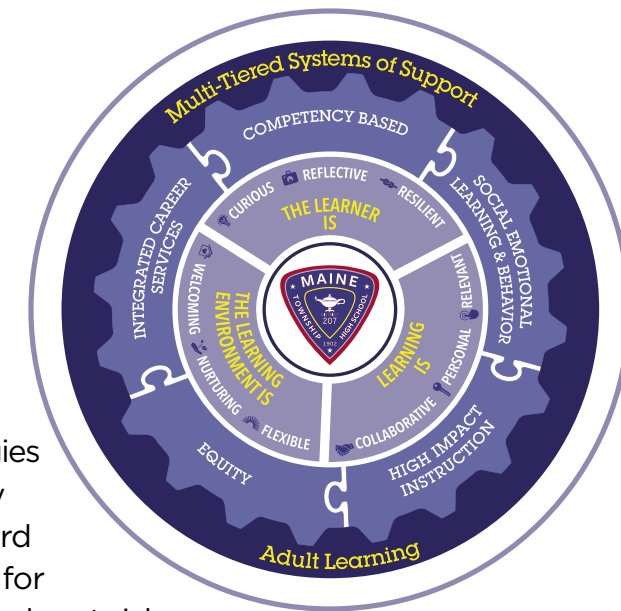 Multi-Tiered Systems of Support
COMPETENCY BASED
SOCIAL EMOTIONAL
LEARNING & BEHAVIOR
HIGH IMPACT
INSTRUCTION
EQUITY
INTEGRATED CAREER
SERVICES
CURIOUS
REFLECTIVE
RESILIENT
THE LEARNER
IS
RELEVANT
PERSONAL
COLLABORATIVE
LEARNING
IS
WELCOMING
NURTURING
FLEXIBLE
THE LEARNING
ENVIRONMENT IS
MAINE
TOWNSHIP
HIGH SCHOOL
207
1902
Adult Learning
for